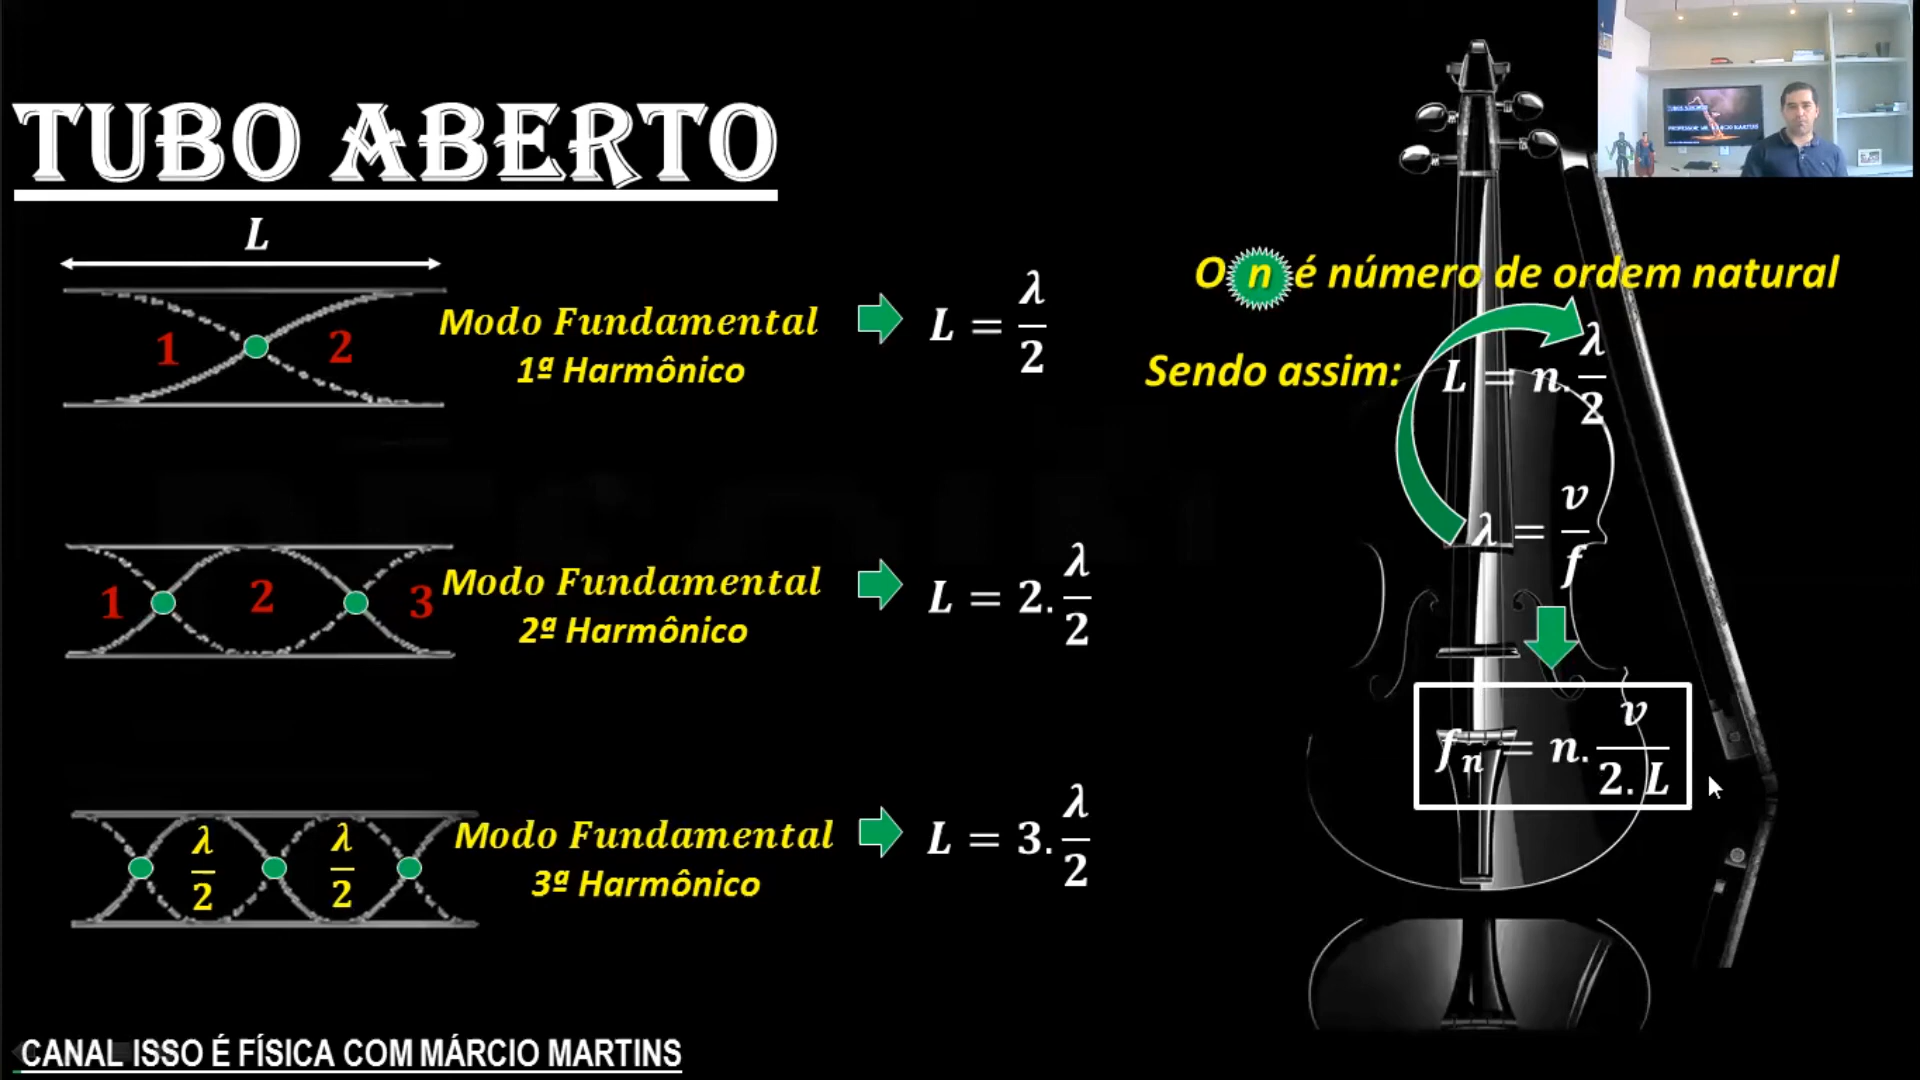 TUBO ABERTO
L
1 2
Modo Fundamental
1ª Harmônico
L = λ/2
O n é número de ordem natural
Sendo assim:
L = n. λ/2
λ = v/f
1 2 3
Modo Fundamental
2ª Harmônico
L = 2. λ/2
fₙ = n. v/2. L
λ/2 λ/2
Modo Fundamental
3ª Harmônico
L = 3. λ/2
CANAL ISSO É FÍSICA COM MÁRCIO MARTINS